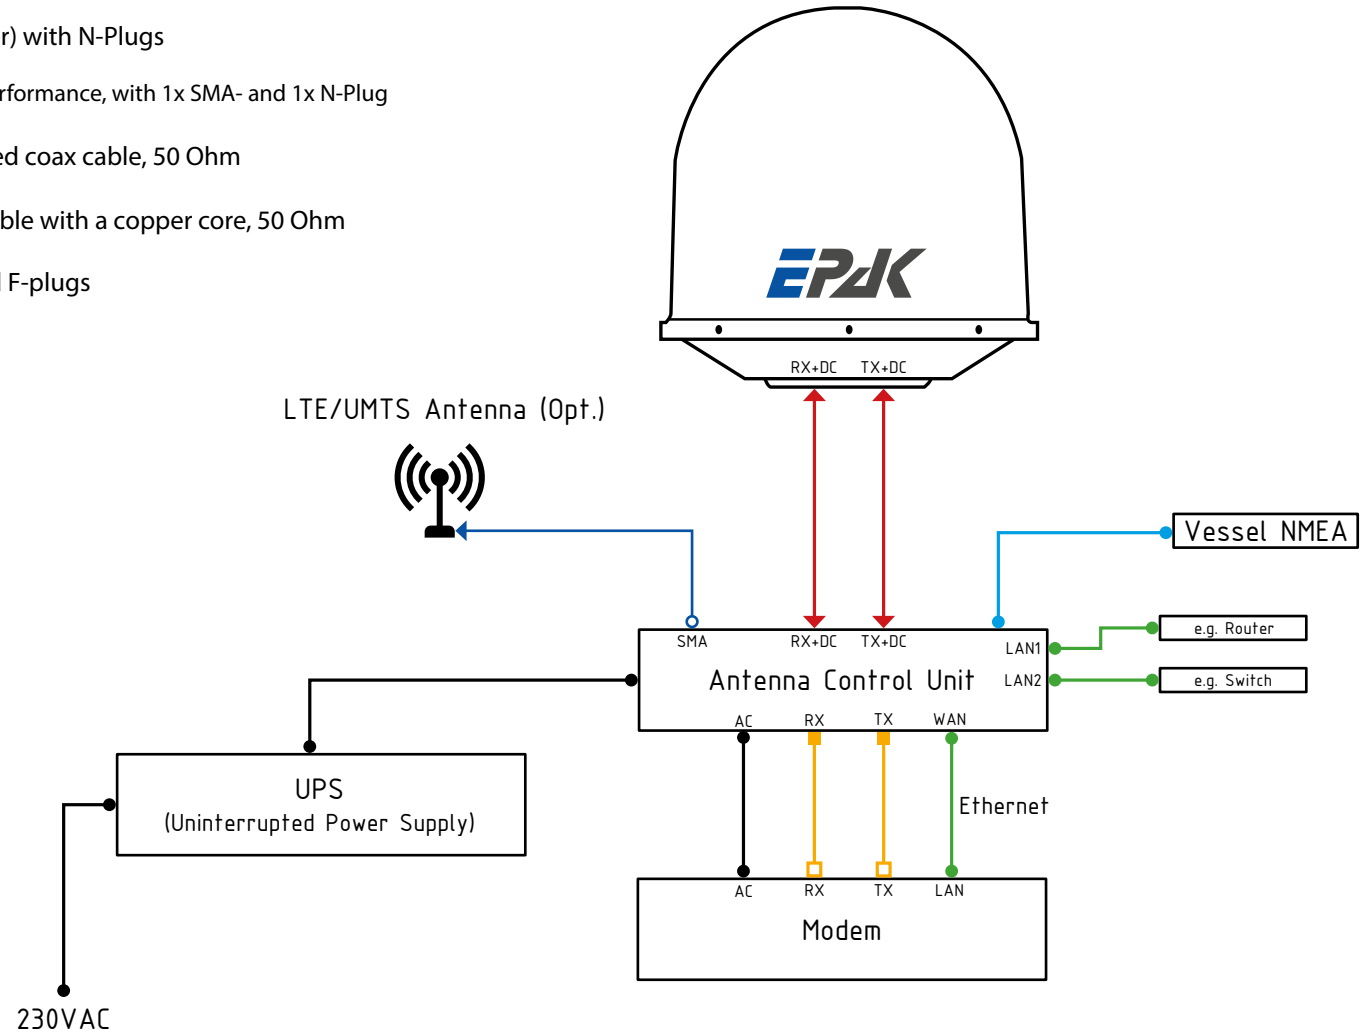 r) with N-Plugs
rformance, with 1x SMA- and 1x N-Plug
ed coax cable, 50 Ohm
ble with a copper core, 50 Ohm
l F-plugs
EPAK
RX+DC TX+DC
LTE/UMTS Antenna (Opt.)
Vessel NMEA
SMA RX+DC TX+DC
LAN1
e.g. Router
Antenna Control Unit
LAN2
e.g. Switch
AC RX TX WAN
UPS
(Uninterrupted Power Supply)
Ethernet
AC RX TX LAN
Modem
230VAC